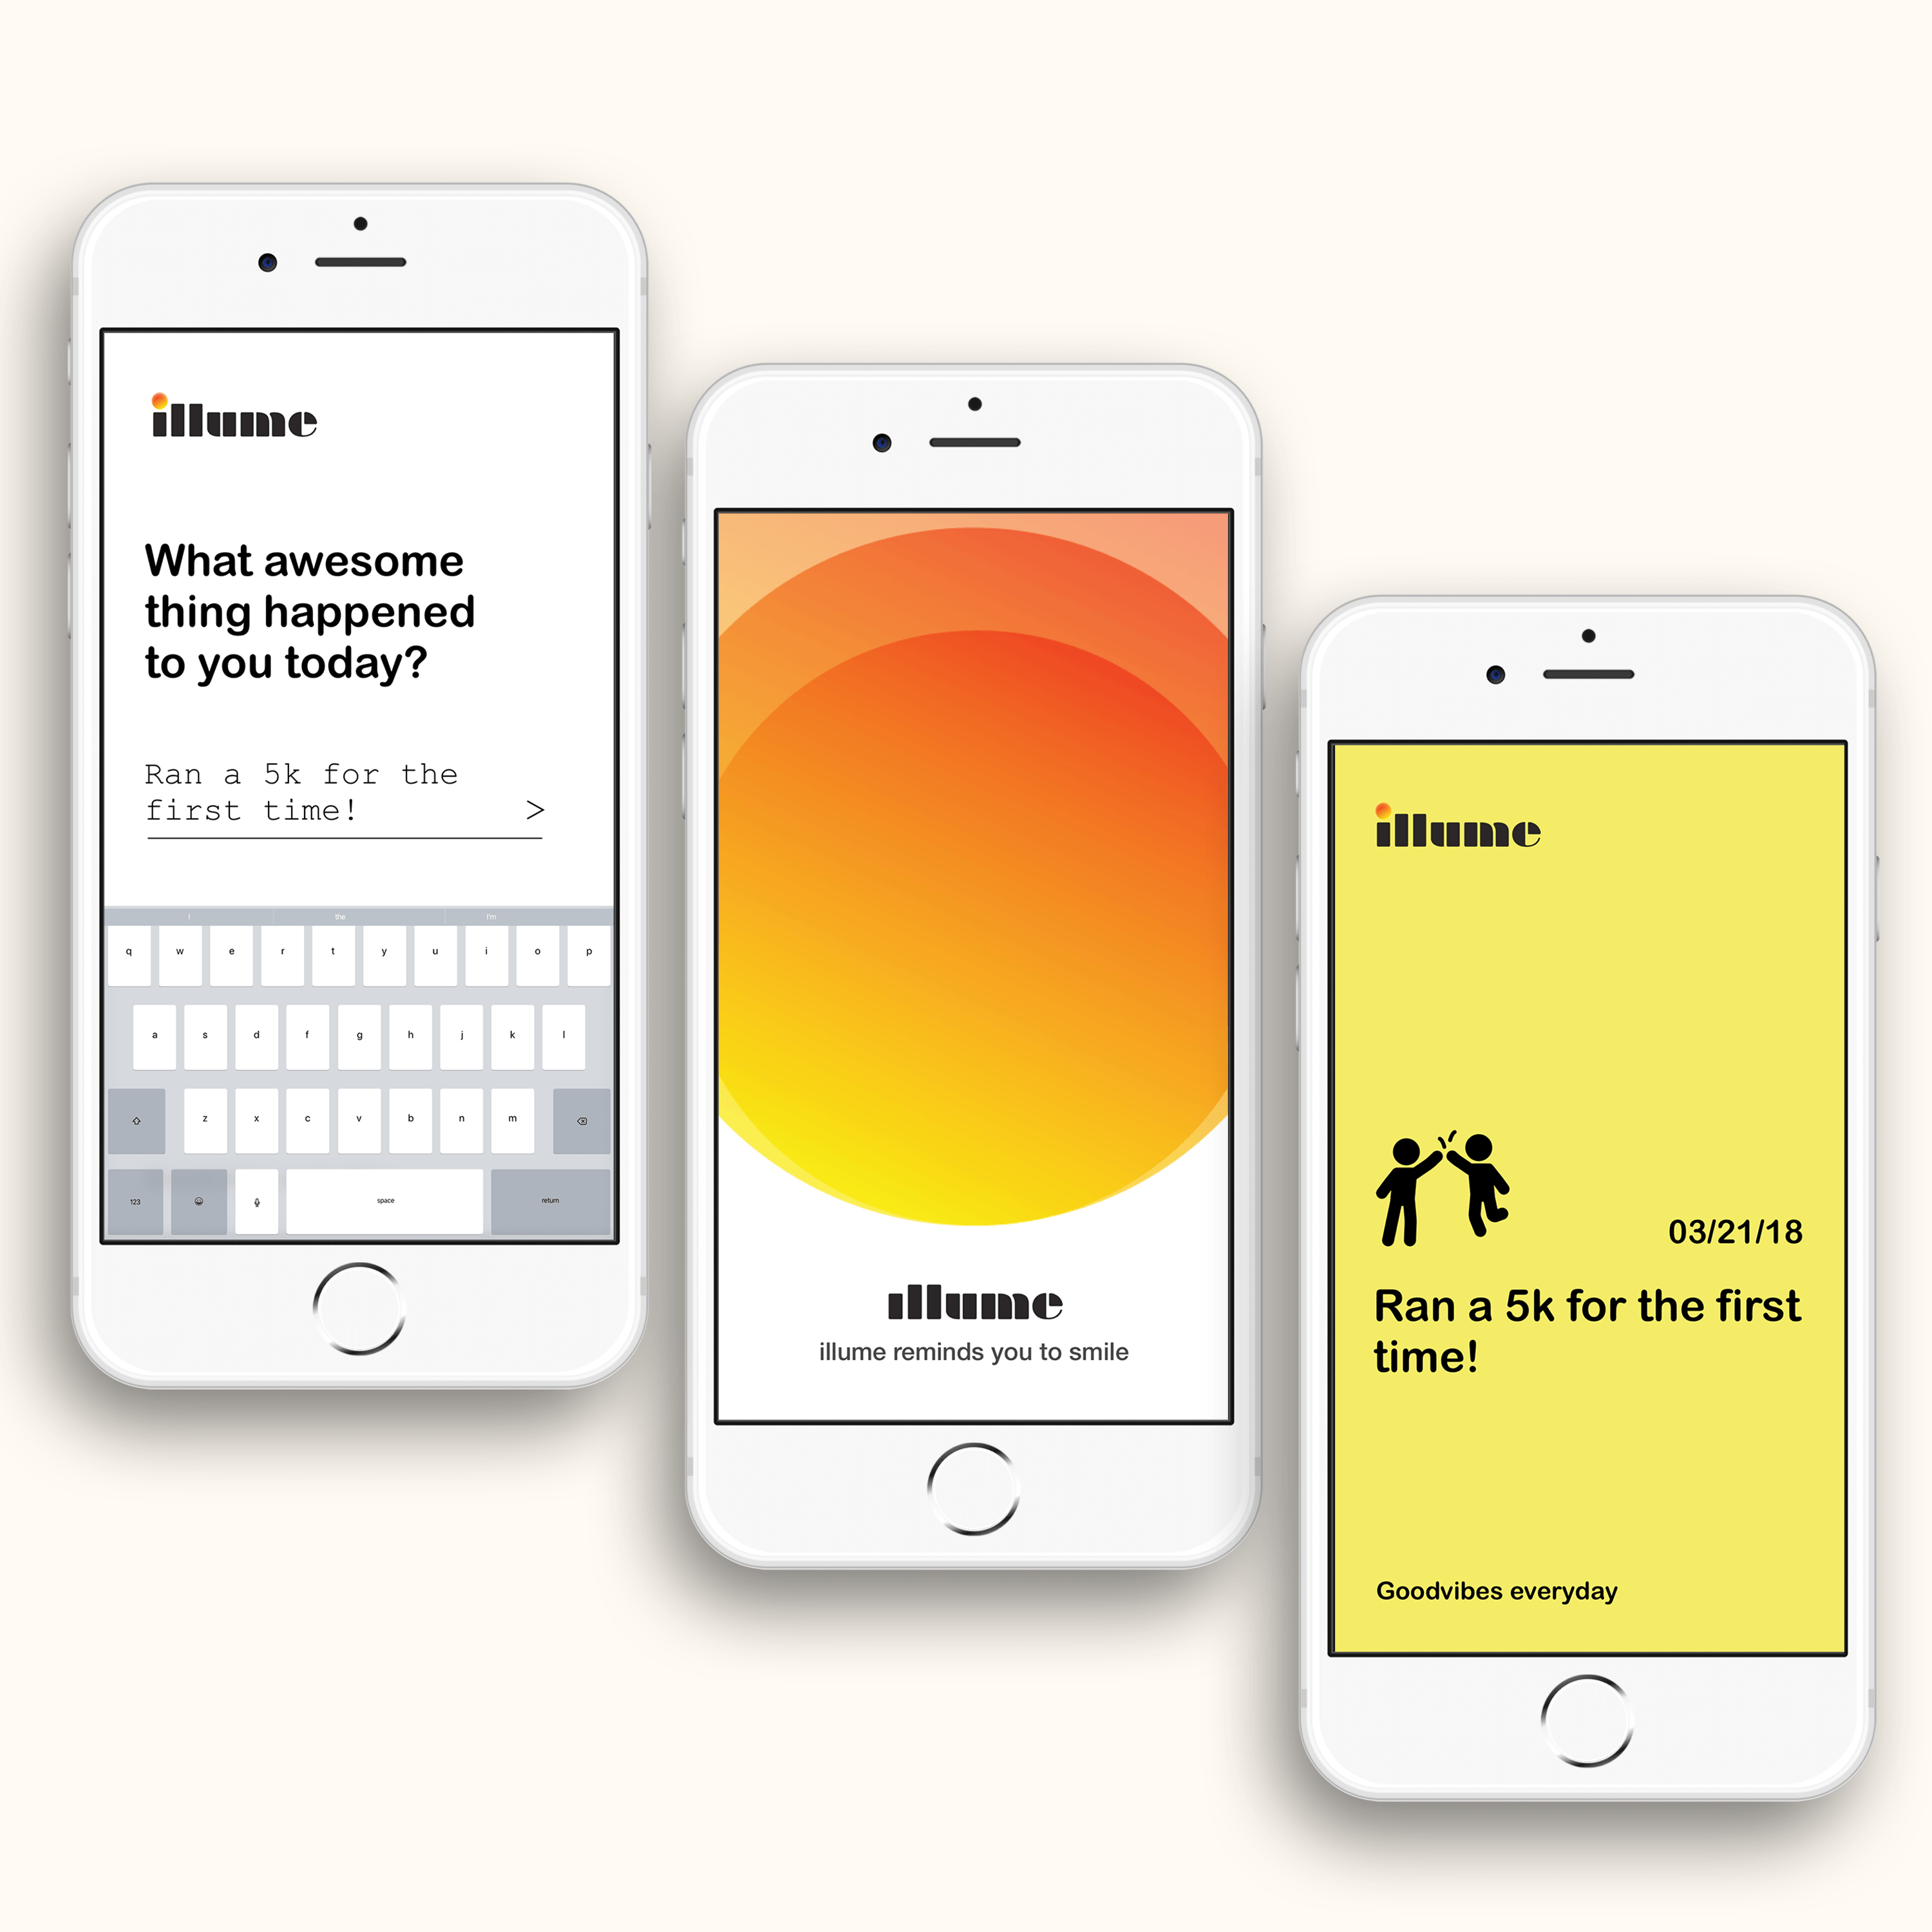 illume
What awesome
thing happened
to you today?
Ran a 5k for the
first time! >
I the I'm
q w e r t y u i o p
a s d f g h j k l
z x c v b n m
123 space return
illume
illume reminds you to smile
illume
03/21/18
Ran a 5k for the first
time!
Goodvibes everyday